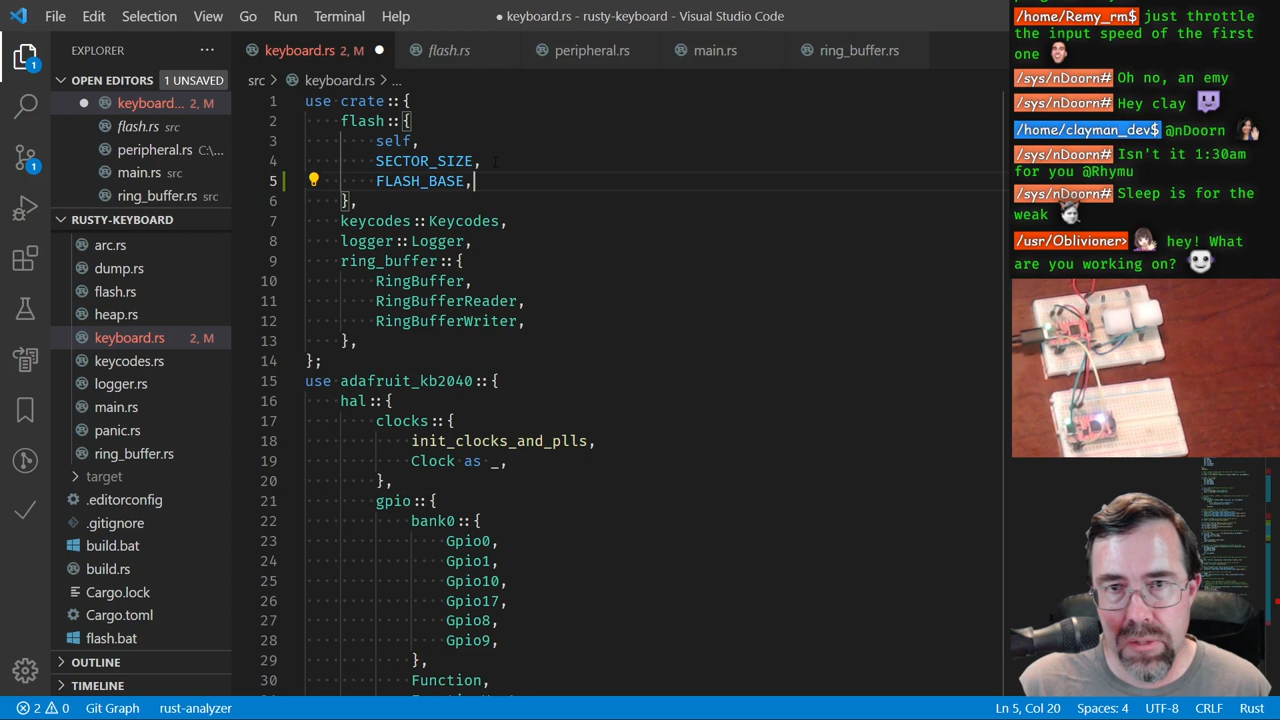 File Edit Selection View Go Run Terminal Help
● keyboard.rs - rusty-keyboard - Visual Studio Code
EXPLORER
OPEN EDITORS 1 UNSAVED
keyboard... 2, M
flash.rs src
peripheral.rs C:\...
main.rs src
ring_buffer.rs src
RUSTY-KEYBOARD
arc.rs
dump.rs
flash.rs
heap.rs
keyboard.rs 2, M
keycodes.rs
logger.rs
main.rs
panic.rs
ring_buffer.rs
target
.editorconfig
.gitignore
build.bat
build.rs
Cargo.lock
Cargo.toml
flash.bat
OUTLINE
TIMELINE
1
1
keyboard.rs 2, M ● flash.rs peripheral.rs main.rs ring_buffer.rs
src > keyboard.rs > ...
1 use crate::{
2 flash::{
3 self,
4 SECTOR_SIZE,
5 FLASH_BASE,
6 },
7 keycodes::Keycodes,
8 logger::Logger,
9 ring_buffer::{
10 RingBuffer,
11 RingBufferReader,
12 RingBufferWriter,
13 },
14 };
15 use adafruit_kb2040::{
16 hal::{
17 clocks::{
18 init_clocks_and_plls,
19 Clock as _,
20 },
21 gpio::{
22 bank0::{
23 Gpio0,
24 Gpio1,
25 Gpio10,
26 Gpio17,
27 Gpio8,
28 Gpio9,
29 },
30 Function,
/home/Remy_rm$ just throttle
the input speed of the first
one
/sys/nDoorn# Oh no, an emy
/sys/nDoorn# Hey clay
/home/clayman_dev$ @nDoorn
/sys/nDoorn# Isn't it 1:30am
for you @Rhymu
/sys/nDoorn# Sleep is for the
weak
/usr/Oblivioner> hey! What
are you working on?
2 0 Git Graph rust-analyzer Ln 5, Col 20 Spaces: 4 UTF-8 CRLF Rust